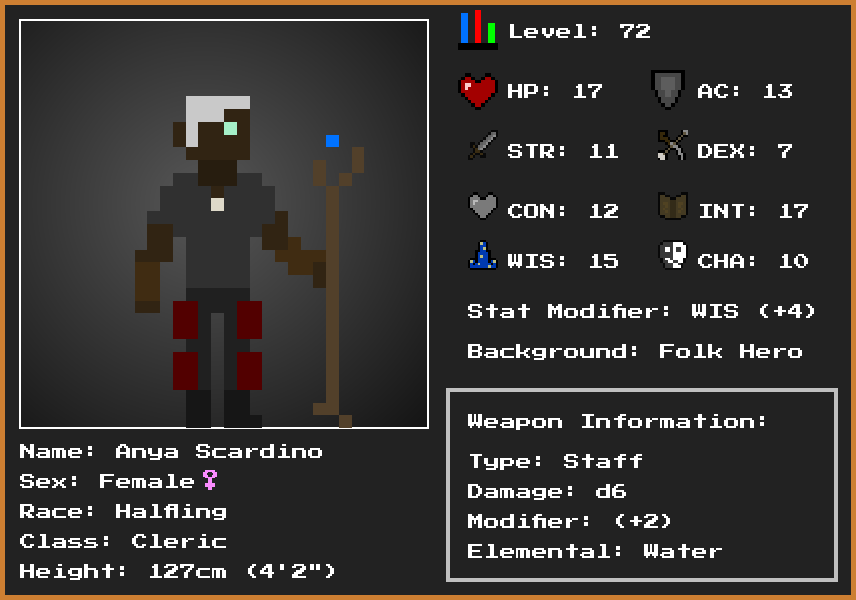 Level: 72
HP: 17
AC: 13
STR: 11
DEX: 7
CON: 12
INT: 17
WIS: 15
CHA: 10
Stat Modifier: WIS (+4)
Background: Folk Hero
Weapon Information:
Type: Staff
Damage: d6
Modifier: (+2)
Elemental: Water
Name: Anya Scardino
Sex: Female♀
Race: Halfling
Class: Cleric
Height: 127cm (4'2")